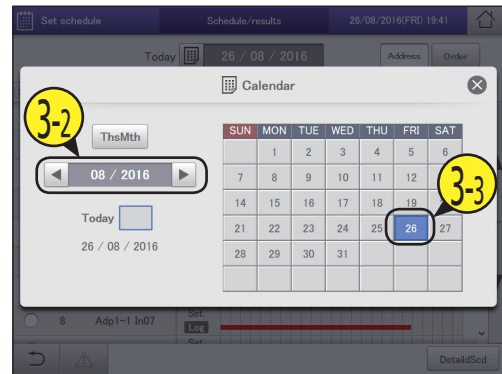 Set schedule Schedule/results 26/08/2016(FRI) 19:41
Today 26 / 08 / 2016 Address Order
Calendar
3-2
ThsMth
08 / 2016
Today
26 / 08 / 2016
SUN MON TUE WED THU FRI SAT
1 2 3 4 5 6
7 8 9 10 11 12
14 15 16 17 18 19
21 22 23 24 25 26 27
28 29 30 31
3-3
8 Adp1-1 In07 Set.
Log
Set
DetaildScd